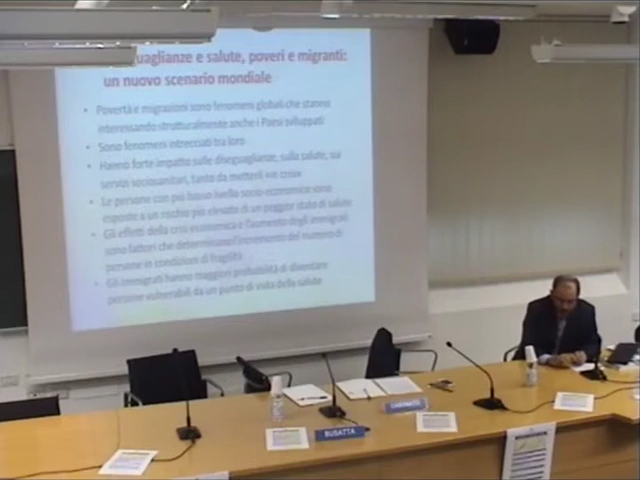 uaglianze e salute, poveri e migranti:
un nuovo scenario mondiale
• Povertà e migrazioni sono fenomeni globali che stanno
interessando strutturalmente anche i Paesi sviluppati
• Sono fenomeni intrecciati tra loro
• Hanno forte impatto sulle diseguaglianze, sulla salute, sui
servizi sociosanitari, tanto da metterli «in crisi»
• Le persone con più basso livello socio-economico sono
esposte a un rischio più elevato di un peggior stato di salute
• Gli effetti della crisi economica e l'aumento degli immigrati
sono fattori che determinano l'incremento del numero di
persone in condizioni di fragilità
• Gli immigrati hanno maggiori probabilità di diventare
persone vulnerabili da un punto di vista della salute
BUSATTA